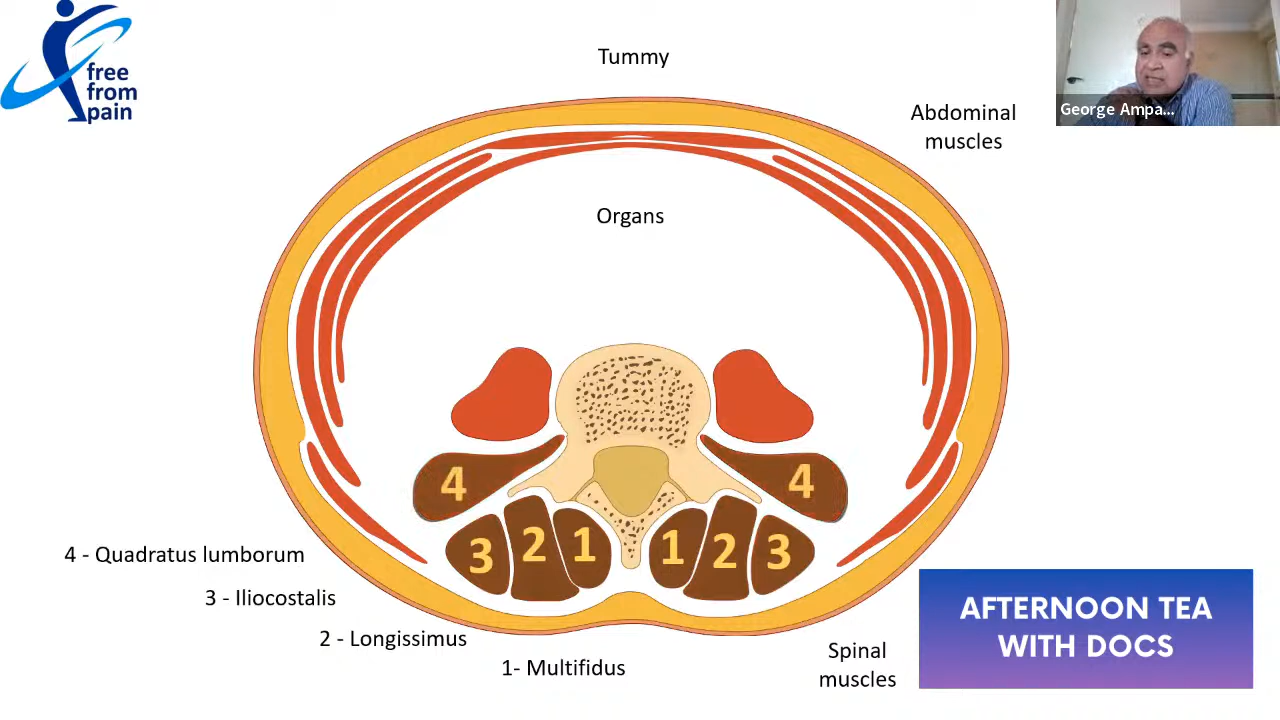 free
from
pain
Tummy
Abdominal
muscles
George Ampa...
Organs
4
4
3
2
1
1
2
3
4 - Quadratus lumborum
3 - Iliocostalis
2 - Longissimus
1- Multifidus
Spinal
muscles
AFTERNOON TEA
WITH DOCS